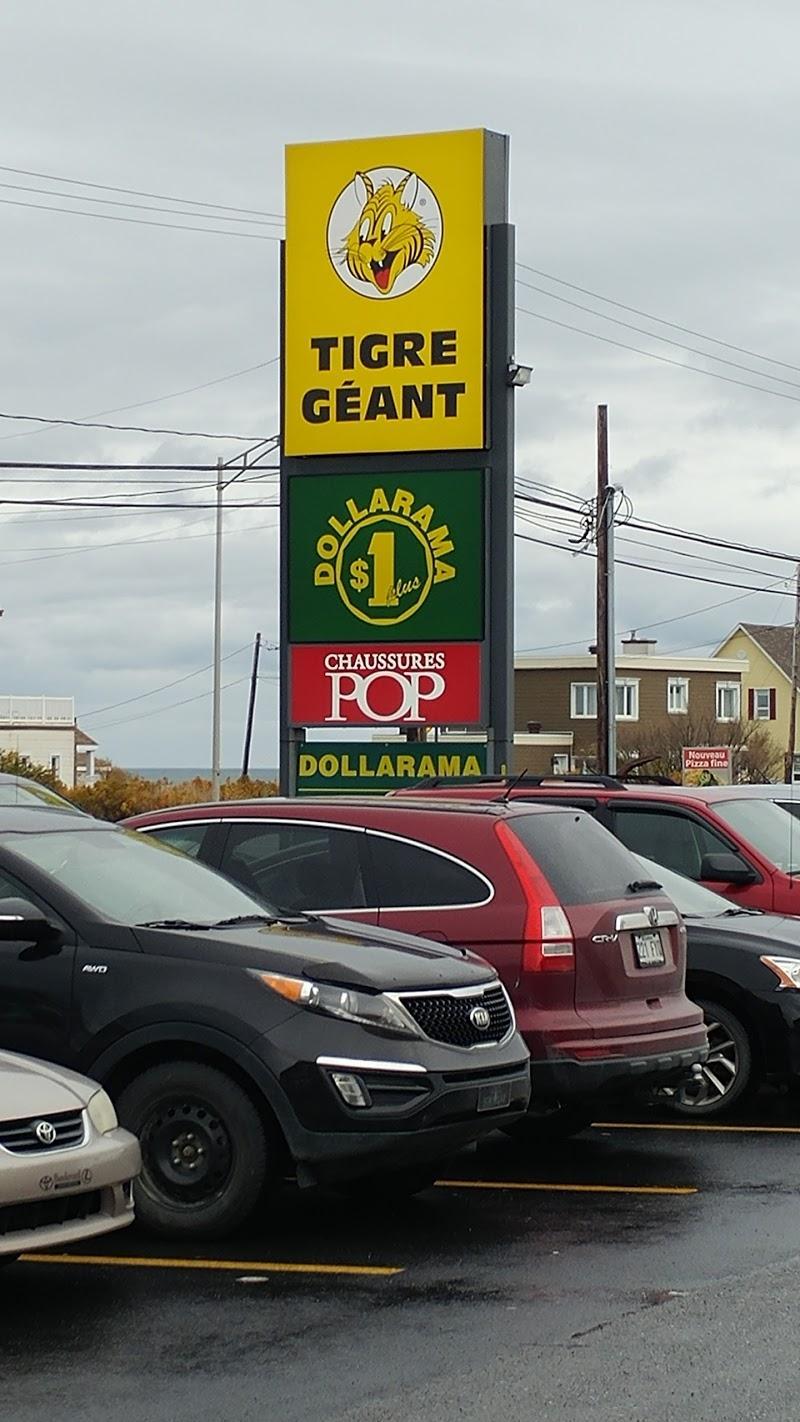 TIGRE
GÉANT
DOLLARAMA
$1
plus
CHAUSSURES
POP
DOLLARAMA
Nouveau
Pizza fine
AWD
CR-V
KIA